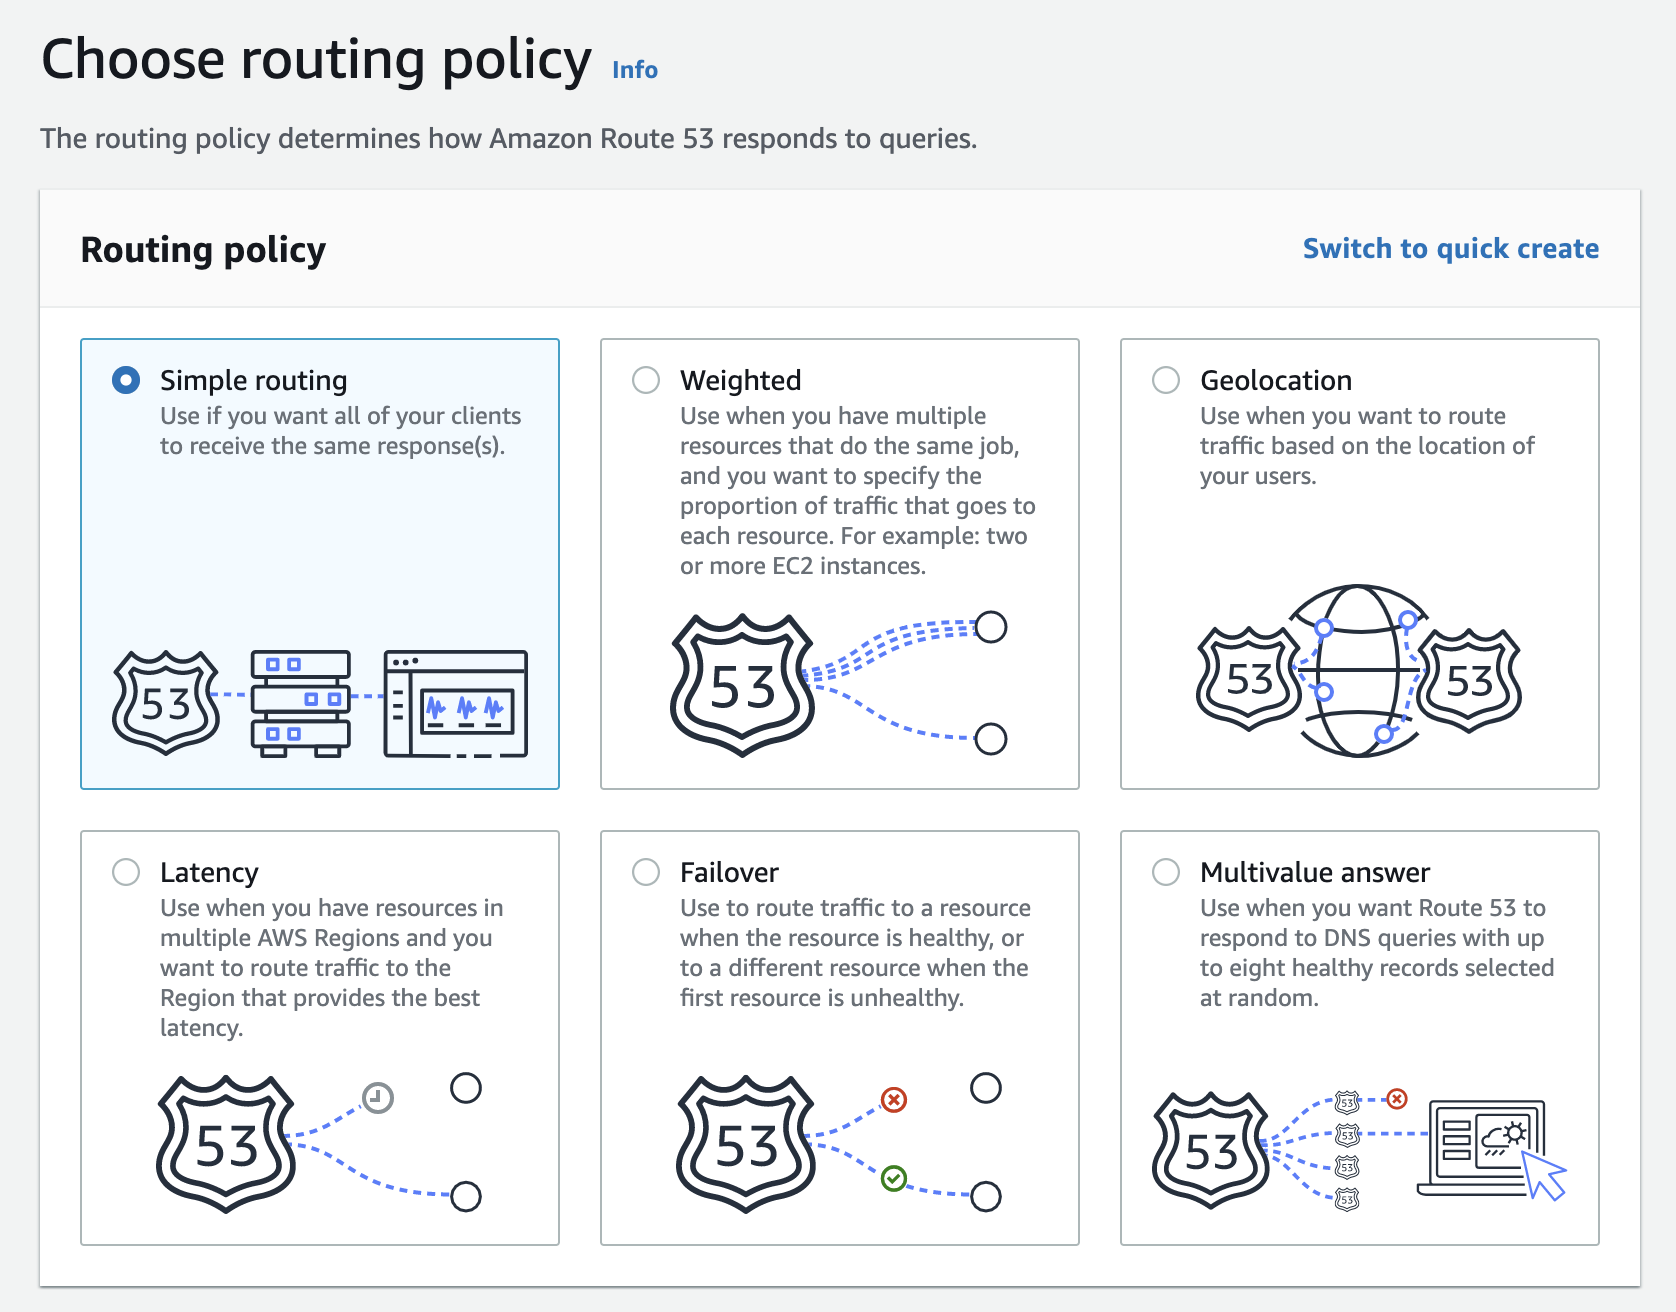 Choose routing policy Info
The routing policy determines how Amazon Route 53 responds to queries.
Routing policy
Switch to quick create
Simple routing
Use if you want all of your clients
to receive the same response(s).
53
Weighted
Use when you have multiple
resources that do the same job,
and you want to specify the
proportion of traffic that goes to
each resource. For example: two
or more EC2 instances.
53
Geolocation
Use when you want to route
traffic based on the location of
your users.
53
53
Latency
Use when you have resources in
multiple AWS Regions and you
want to route traffic to the
Region that provides the best
latency.
53
Failover
Use to route traffic to a resource
when the resource is healthy, or
to a different resource when the
first resource is unhealthy.
53
Multivalue answer
Use when you want Route 53 to
respond to DNS queries with up
to eight healthy records selected
at random.
53
53
53
53
53